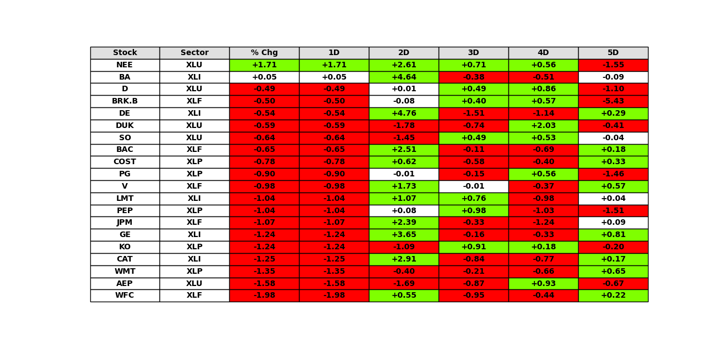 Stock Sector % Chg 1D 2D 3D 4D 5D
NEE XLU +1.71 +1.71 +2.61 +0.71 +0.56 -1.55
BA XLI +0.05 +0.05 +4.64 -0.38 -0.51 -0.09
D XLU -0.49 -0.49 +0.01 +0.49 +0.86 -1.10
BRK.B XLF -0.50 -0.50 -0.08 +0.40 +0.57 -5.43
DE XLI -0.54 -0.54 +4.76 -1.51 -1.14 +0.29
DUK XLU -0.59 -0.59 -1.78 -0.74 +2.03 -0.41
SO XLU -0.64 -0.64 -1.45 +0.49 +0.53 -0.04
BAC XLF -0.65 -0.65 +2.51 -0.11 -0.69 +0.18
COST XLP -0.78 -0.78 +0.62 -0.58 -0.40 +0.33
PG XLP -0.90 -0.90 -0.01 -0.15 +0.56 -1.46
V XLF -0.98 -0.98 +1.73 -0.01 -0.37 +0.57
LMT XLI -1.04 -1.04 +1.07 +0.76 -0.98 +0.04
PEP XLP -1.04 -1.04 +0.08 +0.98 -1.03 -1.51
JPM XLF -1.07 -1.07 +2.39 -0.33 -1.24 +0.09
GE XLI -1.24 -1.24 +3.65 -0.16 -0.33 +0.81
KO XLP -1.24 -1.24 -1.09 +0.91 +0.18 -0.20
CAT XLI -1.25 -1.25 +2.91 -0.84 -0.77 +0.17
WMT XLP -1.35 -1.35 -0.40 -0.21 -0.66 +0.65
AEP XLU -1.58 -1.58 -1.69 -0.87 +0.93 -0.67
WFC XLF -1.98 -1.98 +0.55 -0.95 -0.44 +0.22